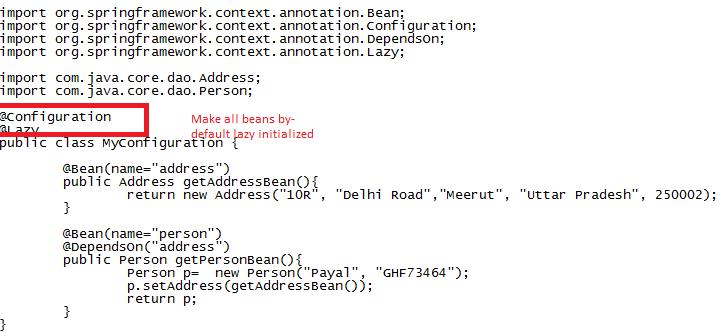 import org.springframework.context.annotation.Bean;
import org.springframework.context.annotation.Configuration;
import org.springframework.context.annotation.DependsOn;
import org.springframework.context.annotation.Lazy;

import com.java.core.dao.Address;
import com.java.core.dao.Person;

@Configuration
Make all beans by-
@Lazy
default lazy initialized
public class MyConfiguration {

        @Bean(name="address")
        public Address getAddressBean(){
                return new Address("10R", "Delhi Road","Meerut", "Uttar Pradesh", 250002);
        }

        @Bean(name="person")
        @DependsOn("address")
        public Person getPersonBean(){
                Person p=  new Person("Payal", "GHF73464");
                p.setAddress(getAddressBean());
                return p;
        }
}